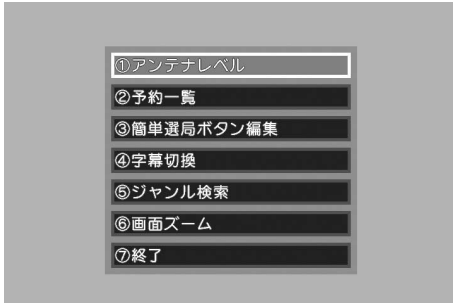 ①アンテナレベル
②予約一覧
③簡単選局ボタン編集
④字幕切換
⑤ジャンル検索
⑥画面ズーム
⑦終了